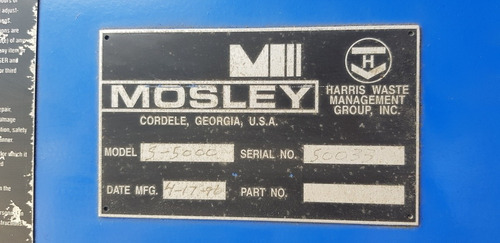 H
MOSLEY
HARRIS WASTE
MANAGEMENT
GROUP, INC.
CORDELE, GEORGIA, U.S.A.
MODEL S-5000 SERIAL NO.
DATE MFG. 4-17-96 PART NO.